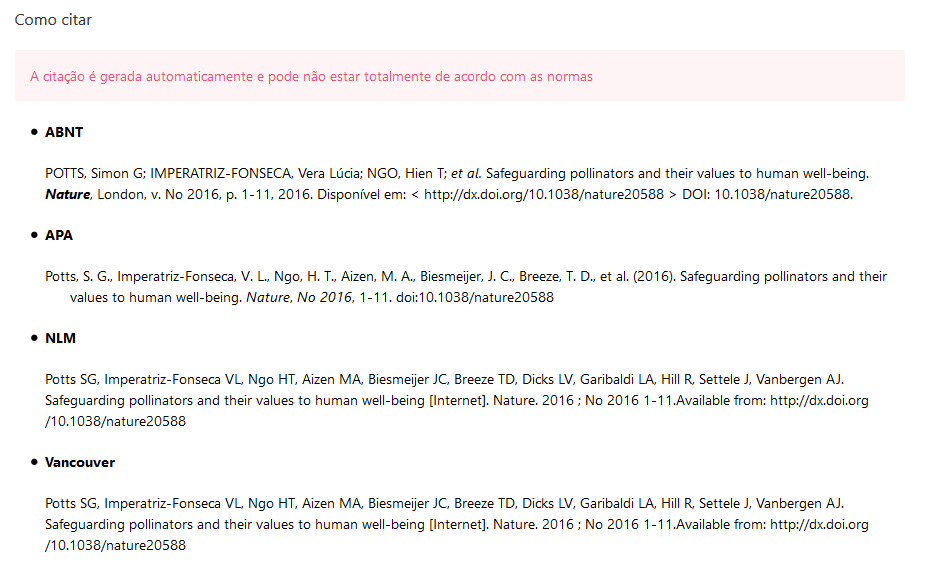 Como citar
A citação é gerada automaticamente e pode não estar totalmente de acordo com as normas
• ABNT
POTTS, Simon G; IMPERATRIZ-FONSECA, Vera Lúcia; NGO, Hien T; et al. Safeguarding pollinators and their values to human well-being.
Nature, London, v. No 2016, p. 1-11, 2016. Disponível em: < http://dx.doi.org/10.1038/nature20588 > DOI: 10.1038/nature20588.
• APA
Potts, S. G., Imperatriz-Fonseca, V. L., Ngo, H. T., Aizen, M. A., Biesmeijer, J. C., Breeze, T. D., et al. (2016). Safeguarding pollinators and their
values to human well-being. Nature, No 2016, 1-11. doi:10.1038/nature20588
• NLM
Potts SG, Imperatriz-Fonseca VL, Ngo HT, Aizen MA, Biesmeijer JC, Breeze TD, Dicks LV, Garibaldi LA, Hill R, Settele J, Vanbergen AJ.
Safeguarding pollinators and their values to human well-being [Internet]. Nature. 2016 ; No 2016 1-11.Available from: http://dx.doi.org
/10.1038/nature20588
• Vancouver
Potts SG, Imperatriz-Fonseca VL, Ngo HT, Aizen MA, Biesmeijer JC, Breeze TD, Dicks LV, Garibaldi LA, Hill R, Settele J, Vanbergen AJ.
Safeguarding pollinators and their values to human well-being [Internet]. Nature. 2016 ; No 2016 1-11.Available from: http://dx.doi.org
/10.1038/nature20588